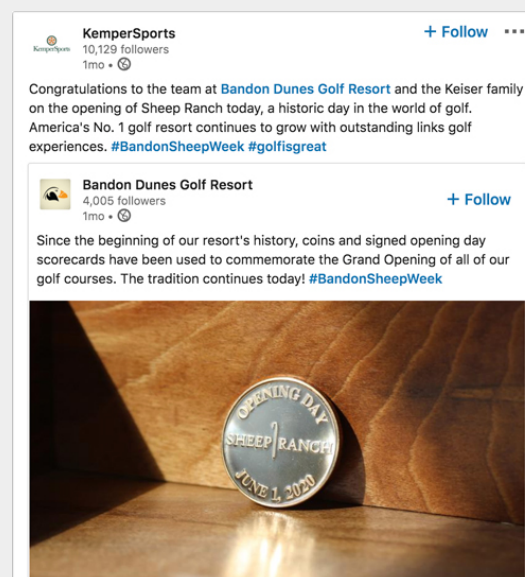 KemperSports
KemperSports
10,129 followers
1mo •
+ Follow
...
Congratulations to the team at Bandon Dunes Golf Resort and the Keiser family
on the opening of Sheep Ranch today, a historic day in the world of golf.
America's No. 1 golf resort continues to grow with outstanding links golf
experiences. #BandonSheepWeek #golfisgreat
Bandon Dunes Golf Resort
4,005 followers
1mo •
+ Follow
Since the beginning of our resort's history, coins and signed opening day
scorecards have been used to commemorate the Grand Opening of all of our
golf courses. The tradition continues today! #BandonSheepWeek
OPENING DAY
SHEEP RANCH
JUNE 1, 2020